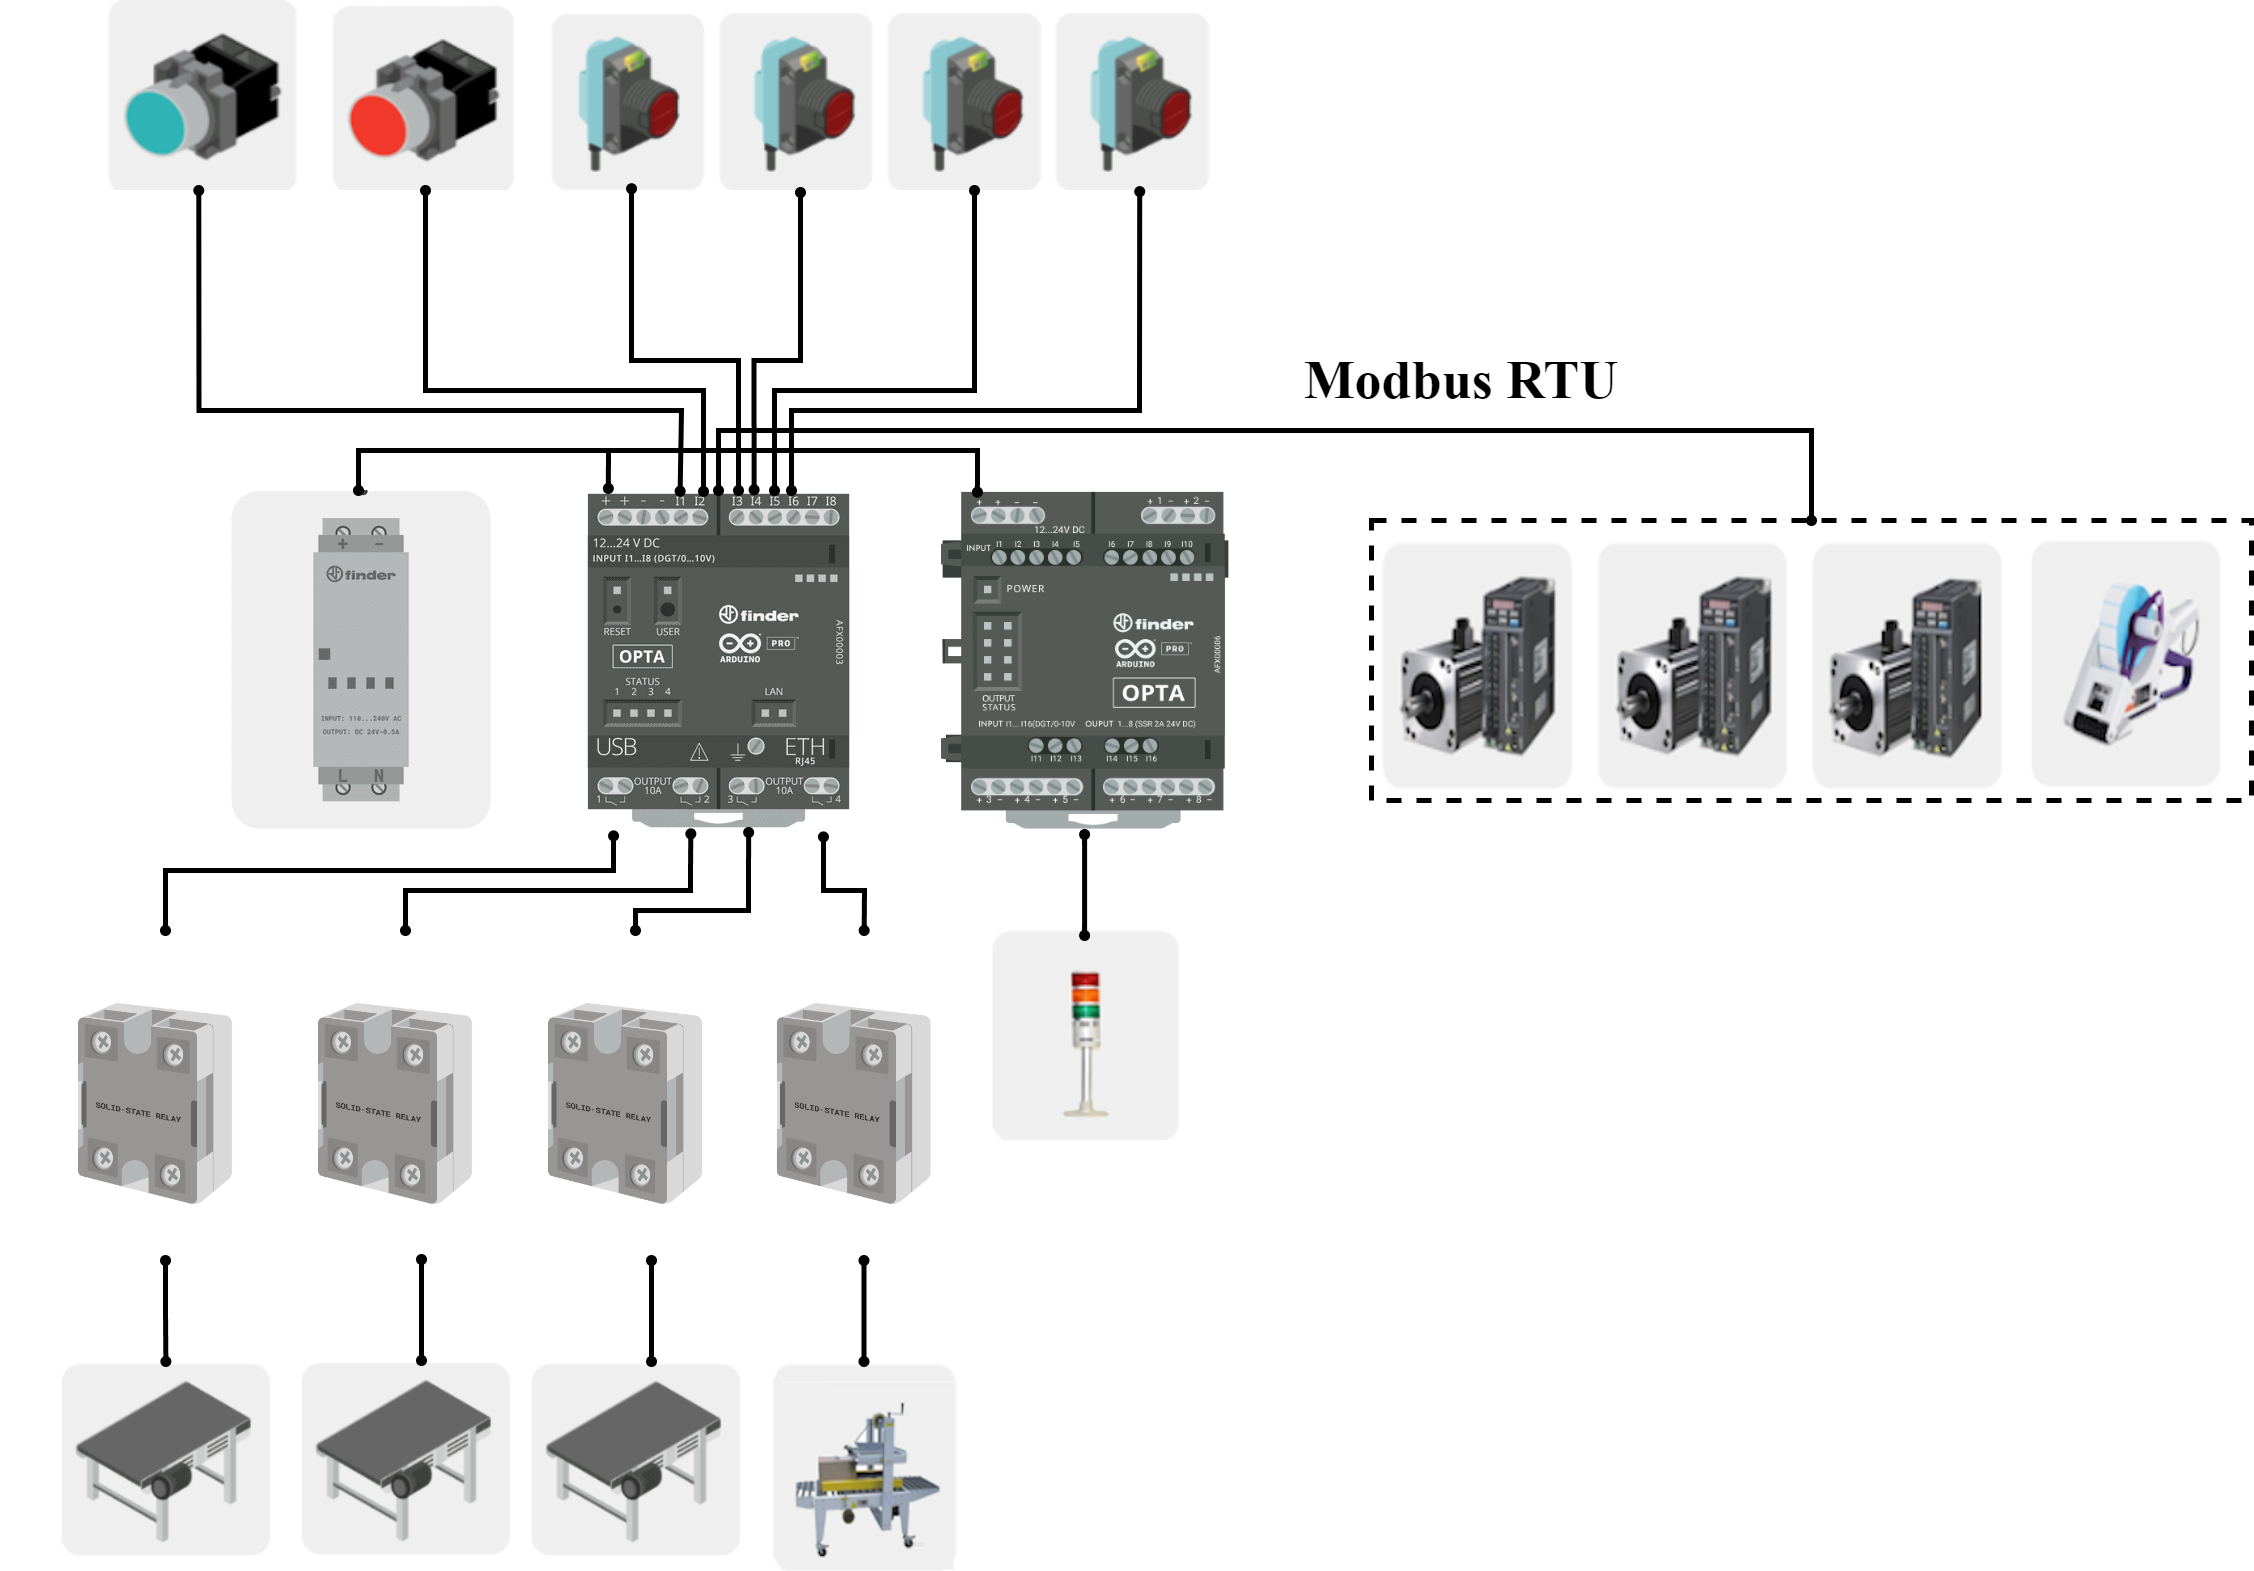 Modbus RTU
+ -
finder
INPUT: 110...240V AC
OUTPUT: DC 24V-0.5A
L N
+ + - - I1 I2 I3 I4 I5 I6 I7 I8
12...24 V DC
INPUT I1...I8 (DGT/0...10V)
RESET USER
finder
ARDUINO PRO
AFX00003
OPTA
STATUS
1 2 3 4
LAN
USB ETH
RJ45
OUTPUT
10A
OUTPUT
10A
1 2 3 4
+ + - - + 1 - + 2 -
12...24V DC
INPUT I1 I2 I3 I4 I5 I6 I7 I8 I9 I10
POWER
finder
ARDUINO PRO
AFX00006
OPTA
OUTPUT
STATUS
INPUT I1... I16(DGT/0-10V OUPUT 1...8 (SSR 2A 24V DC)
I11 I12 I13 I14 I15 I16
+ 3 - + 4 - + 5 - + 6 - + 7 - + 8 -
SOLID-STATE RELAY
SOLID-STATE RELAY
SOLID-STATE RELAY
SOLID-STATE RELAY